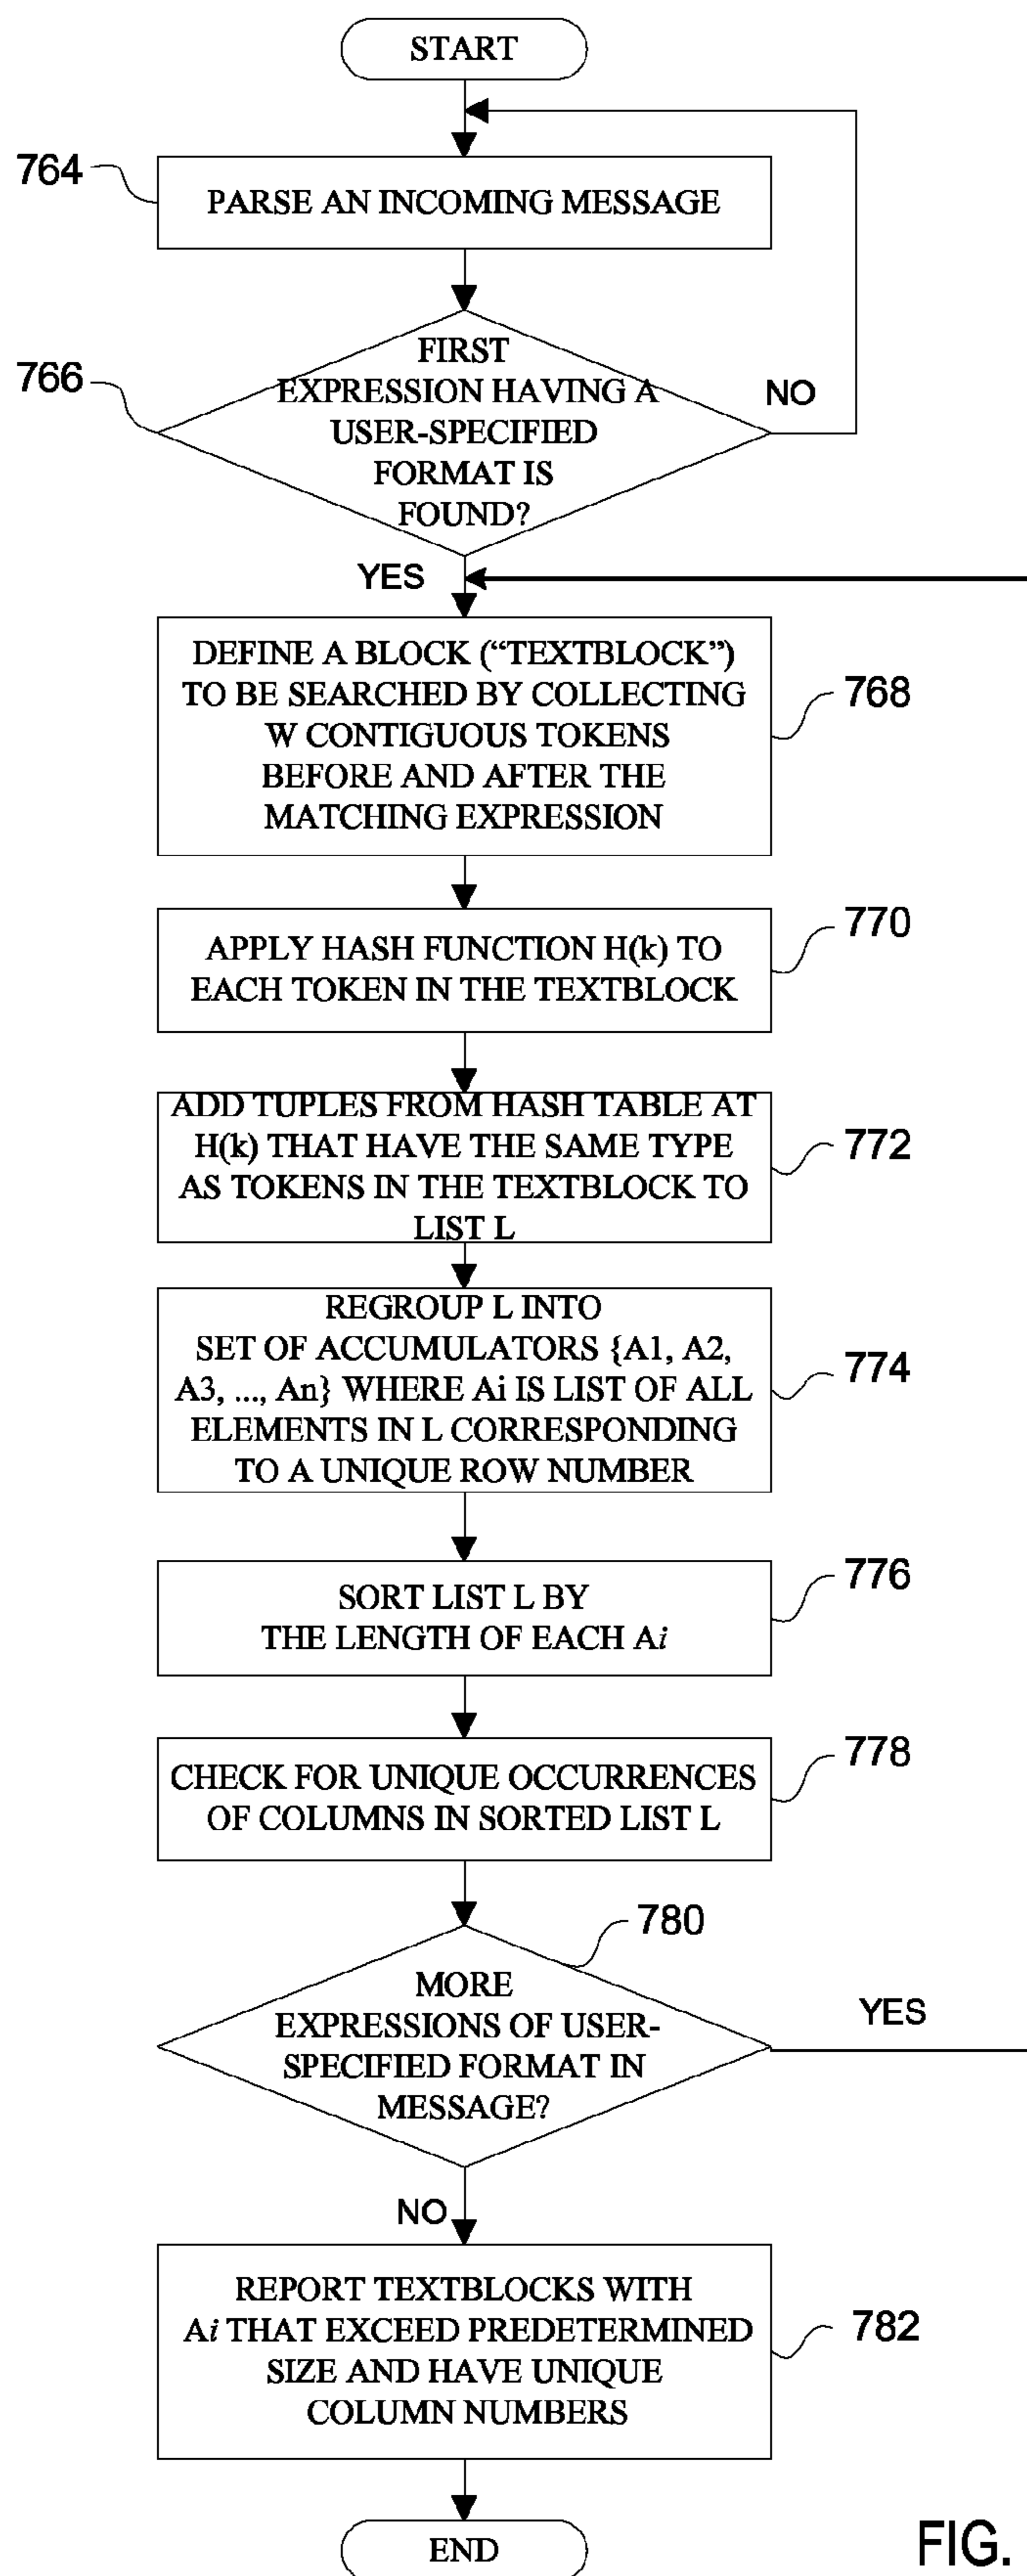 START
764
PARSE AN INCOMING MESSAGE
766
FIRST
EXPRESSION HAVING A
USER-SPECIFIED
FORMAT IS
FOUND?
NO
YES
DEFINE A BLOCK (“TEXTBLOCK”)
TO BE SEARCHED BY COLLECTING
W CONTIGUOUS TOKENS
BEFORE AND AFTER THE
MATCHING EXPRESSION
768
APPLY HASH FUNCTION H(k) TO
EACH TOKEN IN THE TEXTBLOCK
770
ADD TUPLES FROM HASH TABLE AT
H(k) THAT HAVE THE SAME TYPE
AS TOKENS IN THE TEXTBLOCK TO
LIST L
772
REGROUP L INTO
SET OF ACCUMULATORS {A1, A2,
A3, ..., An} WHERE Ai IS LIST OF ALL
ELEMENTS IN L CORRESPONDING
TO A UNIQUE ROW NUMBER
774
SORT LIST L BY
THE LENGTH OF EACH Ai
776
CHECK FOR UNIQUE OCCURRENCES
OF COLUMNS IN SORTED LIST L
778
780
MORE
EXPRESSIONS OF USER-
SPECIFIED FORMAT IN
MESSAGE?
YES
NO
REPORT TEXTBLOCKS WITH
Ai THAT EXCEED PREDETERMINED
SIZE AND HAVE UNIQUE
COLUMN NUMBERS
782
END
FIG.